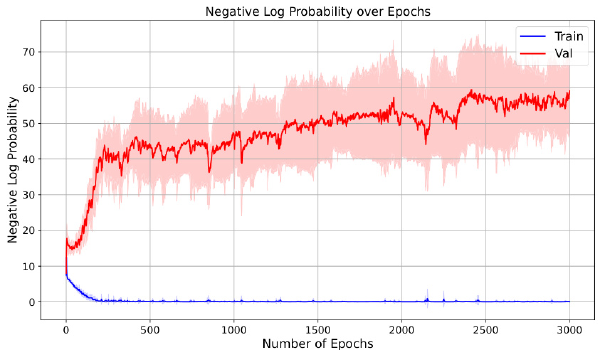 Negative Log Probability over Epochs
Train
Val
Negative Log Probability
70
60
50
40
30
20
10
0
0 500 1000 1500 2000 2500 3000
Number of Epochs